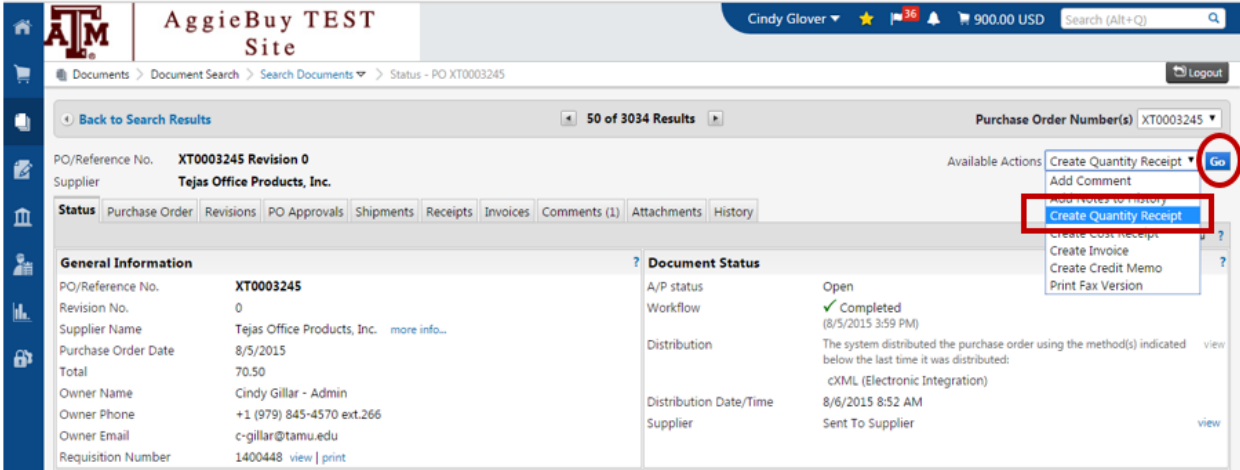 AggieBuy TEST
Site
ATM
Cindy Glover 36 900.00 USD Search (Alt+Q)
Documents > Document Search > Search Documents > Status - PO XT0003245 Logout
Back to Search Results 50 of 3034 Results Purchase Order Number(s) XT0003245
PO/Reference No. XT0003245 Revision 0 Available Actions Create Quantity Receipt Go
Supplier Tejas Office Products, Inc.
Add Comment
Add Notes to History
Create Quantity Receipt
Create Cost Receipt
Create Invoice
Create Credit Memo
Print Fax Version
Status Purchase Order Revisions PO Approvals Shipments Receipts Invoices Comments (1) Attachments History
?
General Information ? Document Status ?
PO/Reference No. XT0003245 A/P status Open
Revision No. 0 Workflow ✓ Completed
(8/5/2015 3:59 PM)
Supplier Name Tejas Office Products, Inc. more info...
Purchase Order Date 8/5/2015 Distribution The system distributed the purchase order using the method(s) indicated view
below the last time it was distributed:
Total 70.50
cXML (Electronic Integration)
Owner Name Cindy Gillar - Admin
Distribution Date/Time 8/6/2015 8:52 AM
Owner Phone +1 (979) 845-4570 ext.266
Supplier Sent To Supplier view
Owner Email c-gillar@tamu.edu
Requisition Number 1400448 view | print